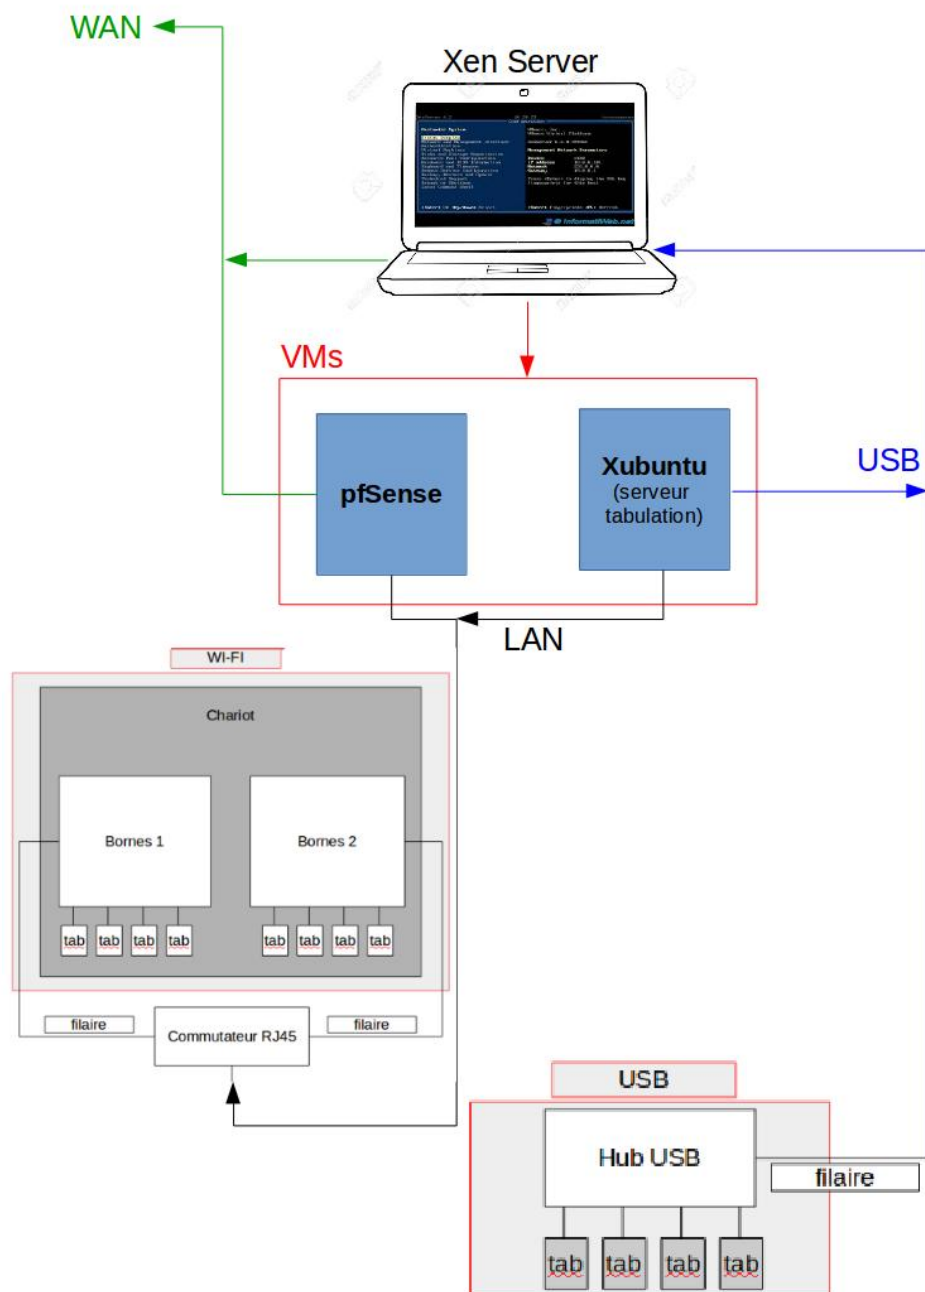 WAN
Xen Server
VMs
pfSense
Xubuntu
(serveur
tabulation)
USB
LAN
WI-FI
Chariot
Bornes 1
Bornes 2
tab
tab
tab
tab
tab
tab
tab
tab
filaire
Commutateur RJ45
filaire
USB
Hub USB
filaire
tab
tab
tab
tab